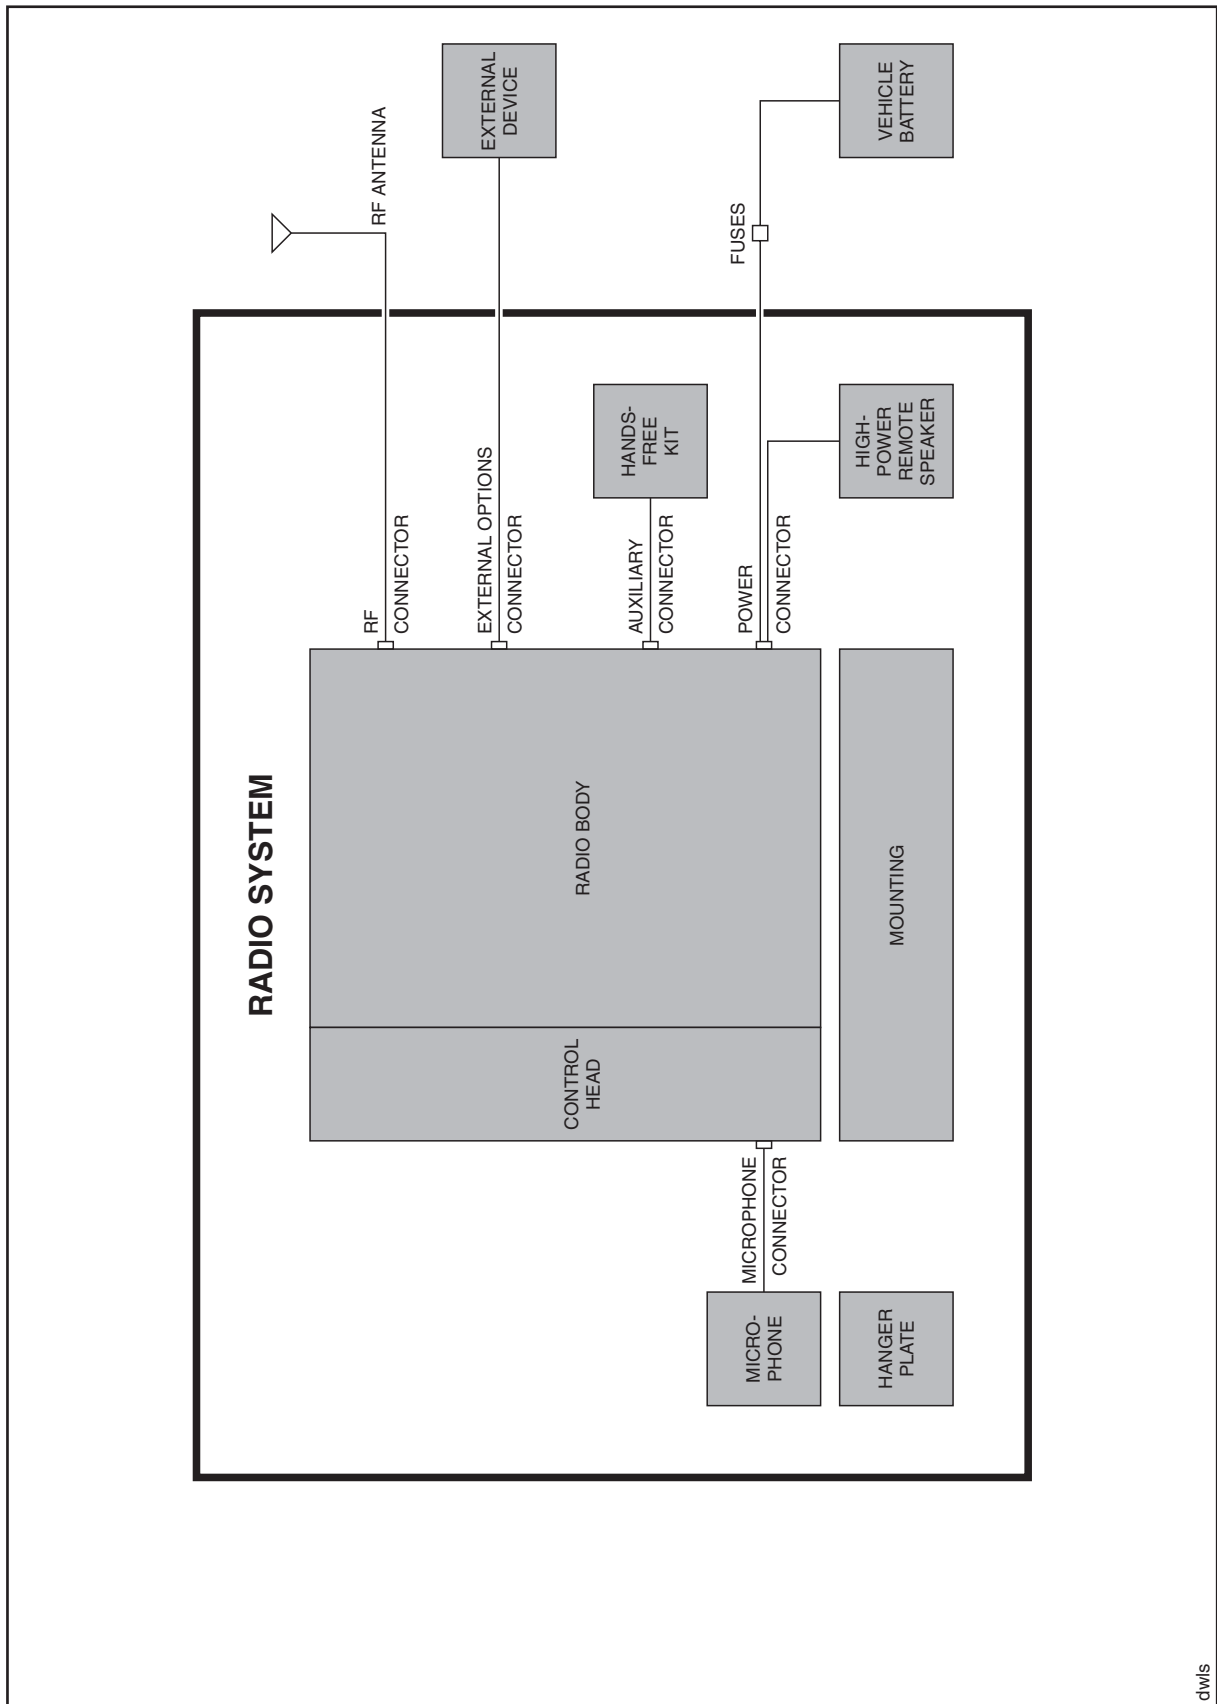 RADIO SYSTEM
RF ANTENNA
RF
CONNECTOR
EXTERNAL
DEVICE
EXTERNAL OPTIONS
CONNECTOR
HANDS-
FREE
KIT
AUXILIARY
CONNECTOR
CONTROL
HEAD
RADIO BODY
FUSES
POWER
CONNECTOR
MICROPHONE
CONNECTOR
MICRO-
PHONE
HANGER
PLATE
MOUNTING
HIGH-
POWER
REMOTE
SPEAKER
VEHICLE
BATTERY
dwls